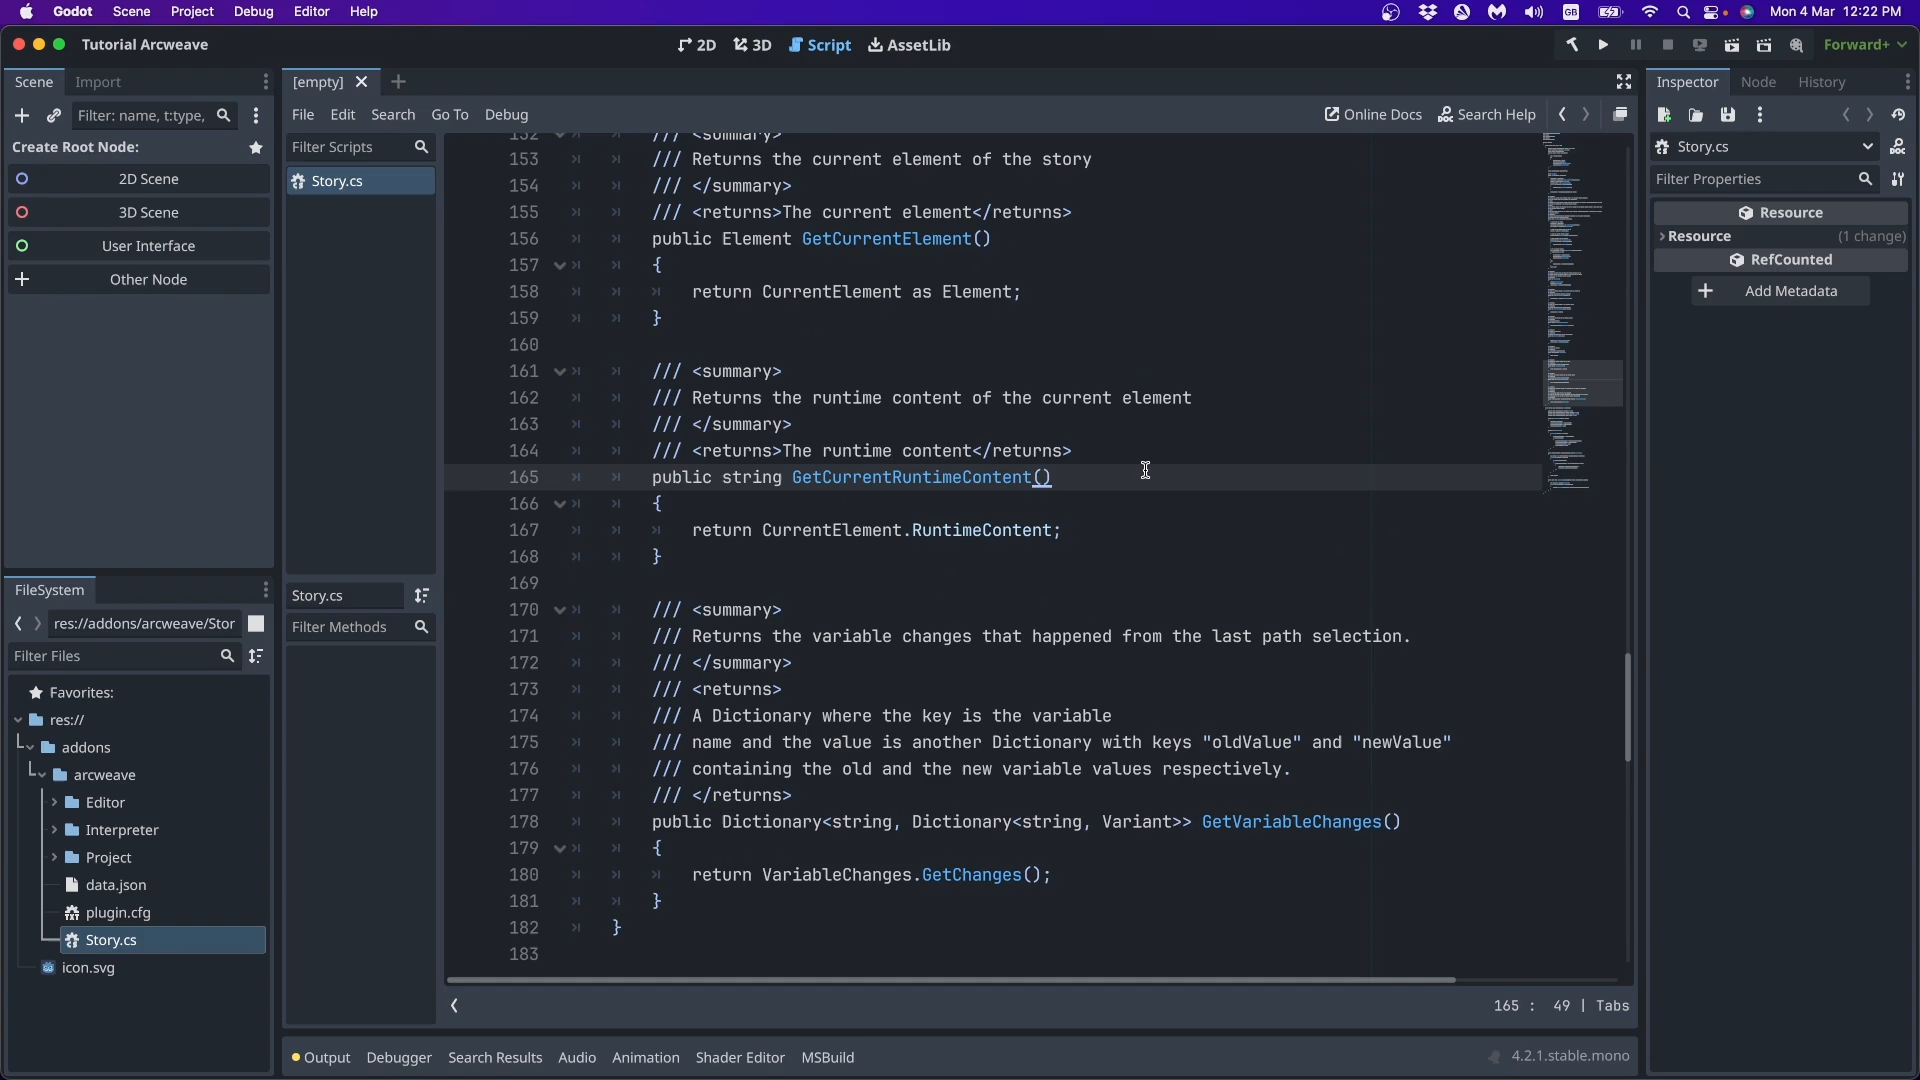 Godot Scene Project Debug Editor Help
GB
Mon 4 Mar 12:22 PM
Tutorial Arcweave
2D 3D Script AssetLib
Forward+
Scene Import
Filter: name, t:type,
Create Root Node:
2D Scene
3D Scene
User Interface
Other Node
FileSystem
res://addons/arcweave/Stor
Filter Files
Favorites:
res://
addons
arcweave
Editor
Interpreter
Project
data.json
plugin.cfg
Story.cs
icon.svg
[empty]
File Edit Search Go To Debug
Online Docs Search Help
Filter Scripts
Story.cs
Story.cs
Filter Methods
152 /// <summary>
153 /// Returns the current element of the story
154 /// </summary>
155 /// <returns>The current element</returns>
156 public Element GetCurrentElement()
157 {
158 return CurrentElement as Element;
159 }
160
161 /// <summary>
162 /// Returns the runtime content of the current element
163 /// </summary>
164 /// <returns>The runtime content</returns>
165 public string GetCurrentRuntimeContent()
166 {
167 return CurrentElement.RuntimeContent;
168 }
169
170 /// <summary>
171 /// Returns the variable changes that happened from the last path selection.
172 /// </summary>
173 /// <returns>
174 /// A Dictionary where the key is the variable
175 /// name and the value is another Dictionary with keys "oldValue" and "newValue"
176 /// containing the old and the new variable values respectively.
177 /// </returns>
178 public Dictionary<string, Dictionary<string, Variant>> GetVariableChanges()
179 {
180 return VariableChanges.GetChanges();
181 }
182 }
183
165 : 49 | Tabs
Output Debugger Search Results Audio Animation Shader Editor MSBuild
4.2.1.stable.mono
Inspector Node History
Story.cs
DOC
Filter Properties
Resource
Resource (1 change)
RefCounted
Add Metadata